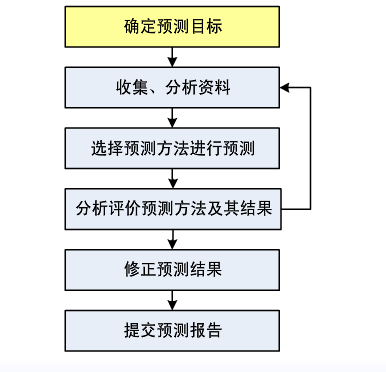 确定预测目标
收集、分析资料
选择预测方法进行预测
分析评价预测方法及其结果
修正预测结果
提交预测报告